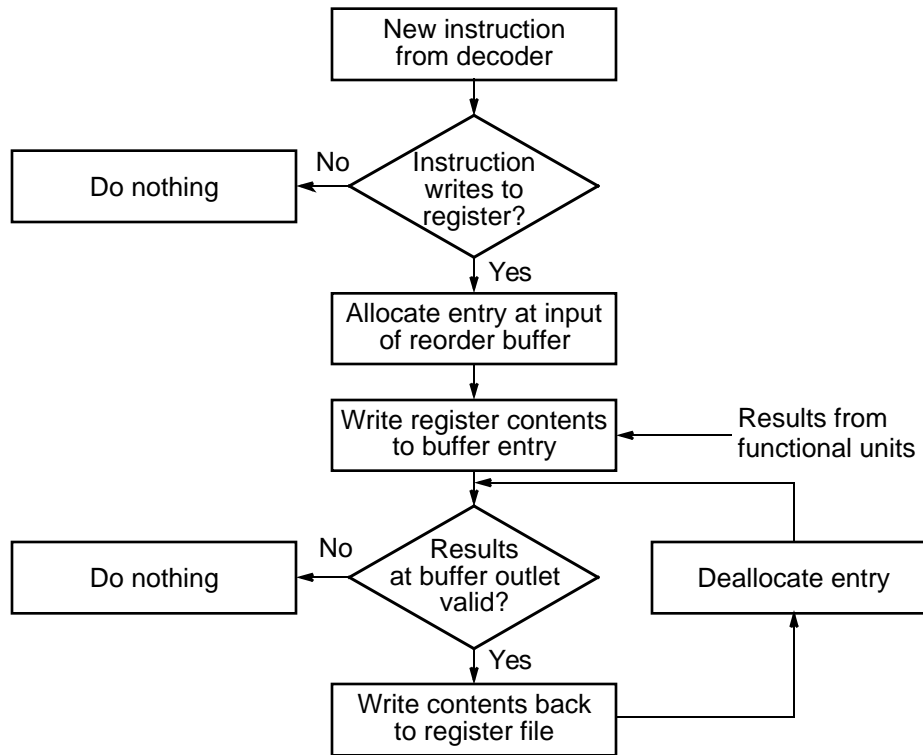 New instruction
from decoder
No
Instruction
writes to
register?
Do nothing
Yes
Allocate entry at input
of reorder buffer
Write register contents
to buffer entry
Results from
functional units
No
Results
at buffer outlet
valid?
Do nothing
Deallocate entry
Yes
Write contents back
to register file